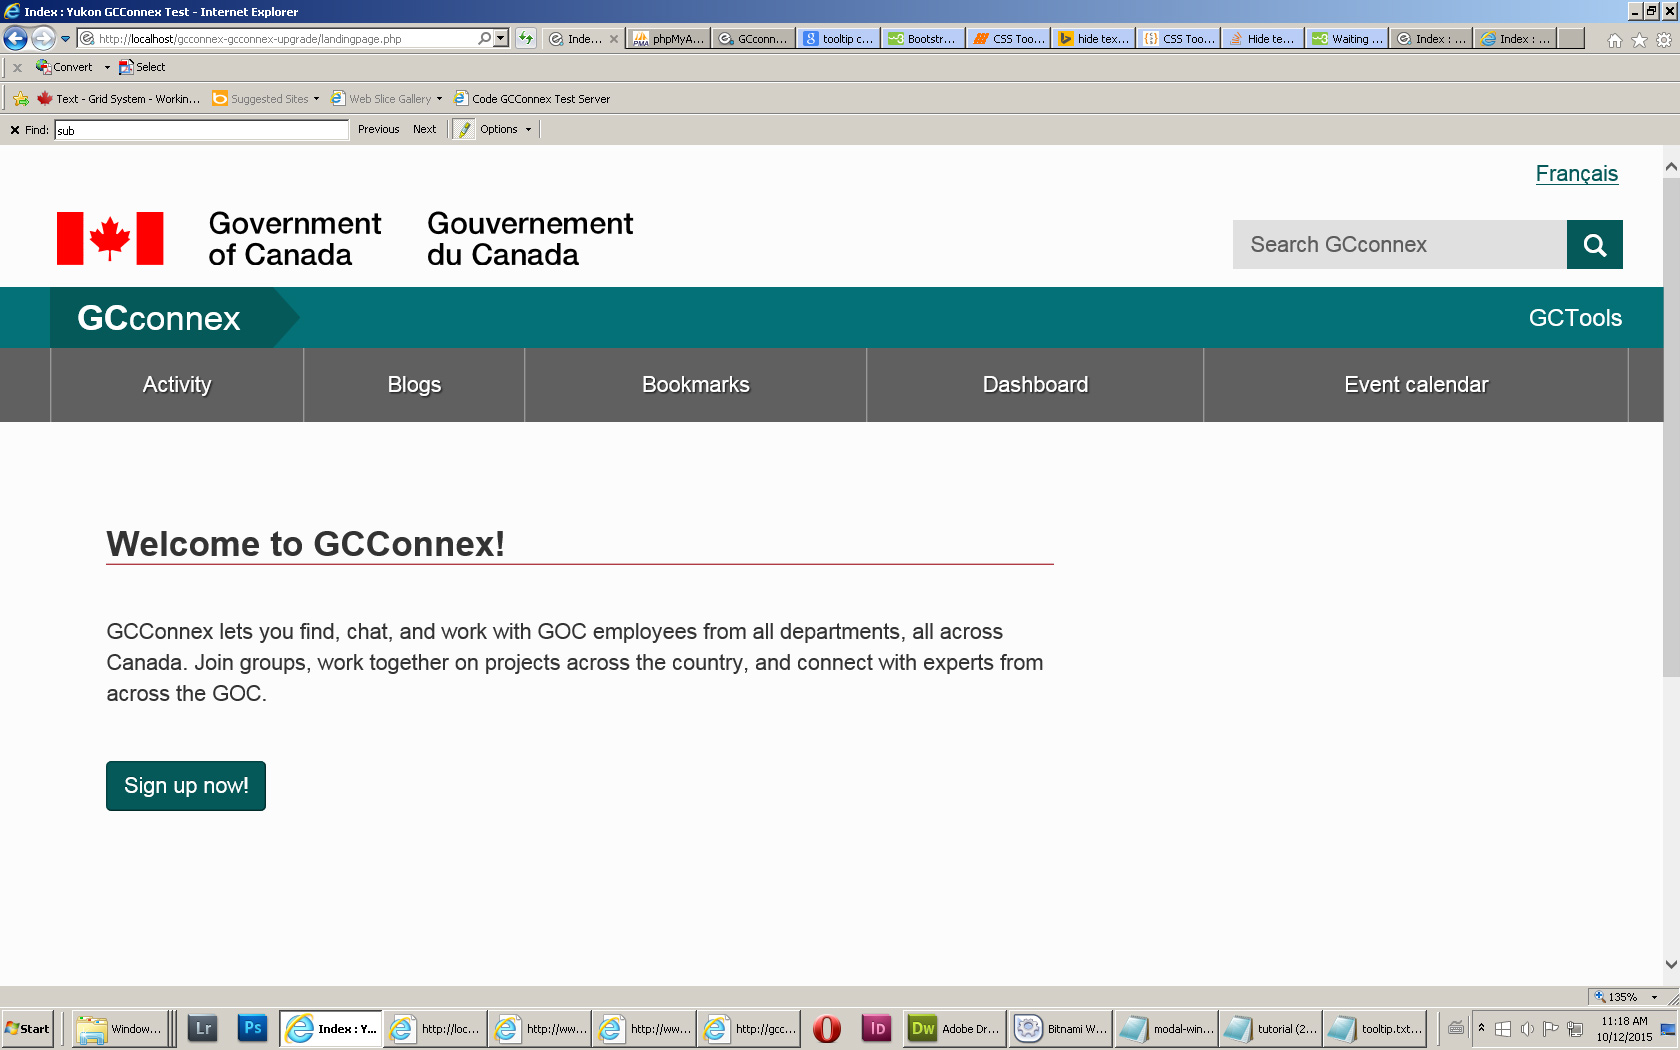 Index : Yukon GCConnex Test - Internet Explorer
http://localhost/gcconnex-gcconnex-upgrade/landingpage.php
Inde...
phpMyA...
GCconn...
tooltip c...
Bootstr...
CSS Too...
hide tex...
CSS Too...
Hide te...
Waiting ...
Index : ...
Index : ...
Convert
Select
Text - Grid System - Workin...
Suggested Sites
Web Slice Gallery
Code GCConnex Test Server
Find: sub
Previous
Next
Options
Français
Government of Canada
Gouvernement du Canada
Search GCconnex
GCconnex
GCTools
Activity
Blogs
Bookmarks
Dashboard
Event calendar
Welcome to GCConnex!
GCConnex lets you find, chat, and work with GOC employees from all departments, all across
Canada. Join groups, work together on projects across the country, and connect with experts from
across the GOC.
Sign up now!
135%
Start
Window...
Lr
Ps
Index : Y...
http://loc...
http://ww...
http://ww...
http://gcc...
Id
Dw
Adobe Dr...
Bitnami W...
modal-win...
tutorial (2...
tooltip.txt...
11:18 AM
10/12/2015